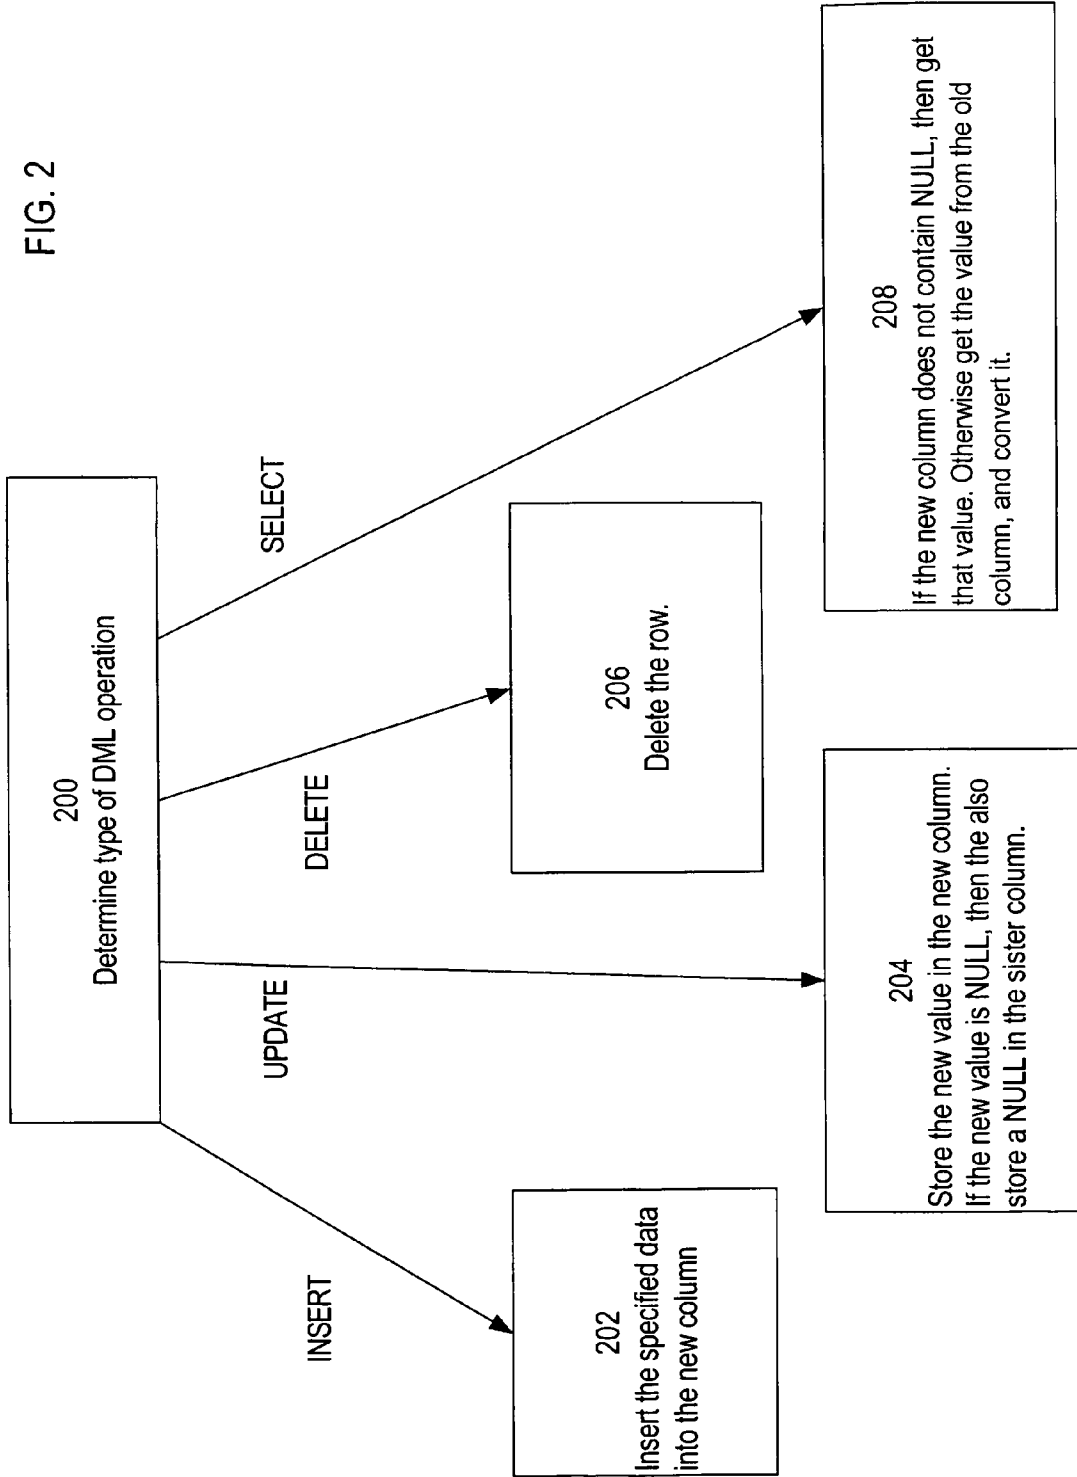 FIG. 2
200
Determine type of DML operation
INSERT
UPDATE
DELETE
SELECT
202
Insert the specified data
into the new column
204
Store the new value in the new column.
If the new value is NULL, then the also
store a NULL in the sister column.
206
Delete the row.
208
If the new column does not contain NULL, then get
that value. Otherwise get the value from the old
column, and convert it.